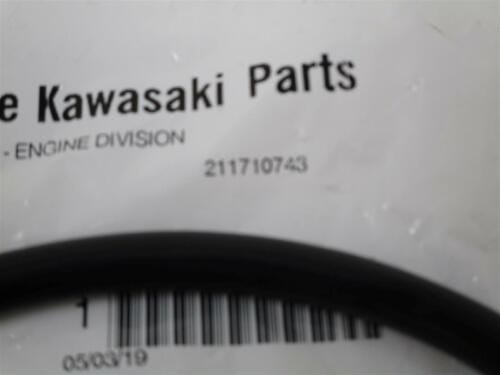 e Kawasaki Parts
- ENGINE DIVISION
211710743
1
05/03/19